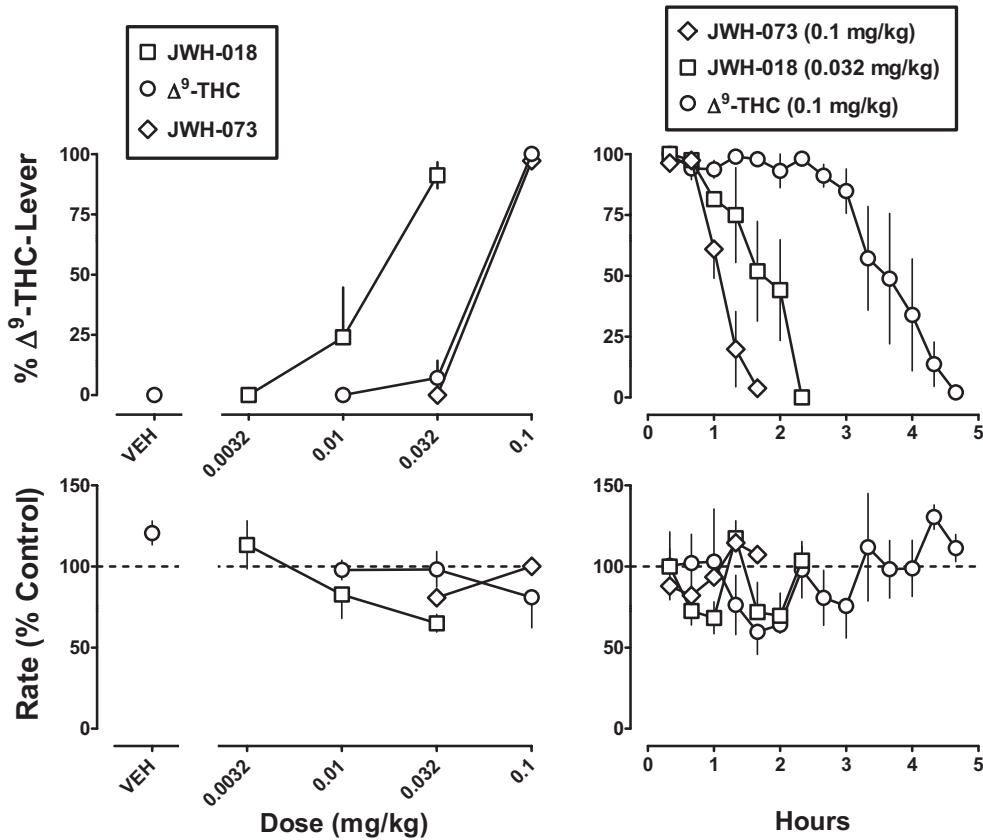 JWH-018
Δ⁹-THC
JWH-073
JWH-073 (0.1 mg/kg)
JWH-018 (0.032 mg/kg)
Δ⁹-THC (0.1 mg/kg)
% Δ⁹-THC-Lever
100
75
50
25
0
VEH
0.0032
0.01
0.032
0.1
100
75
50
25
0
0 1 2 3 4 5
Rate (% Control)
150
100
50
0
VEH
0.0032
0.01
0.032
0.1
Dose (mg/kg)
150
100
50
0
0 1 2 3 4 5
Hours